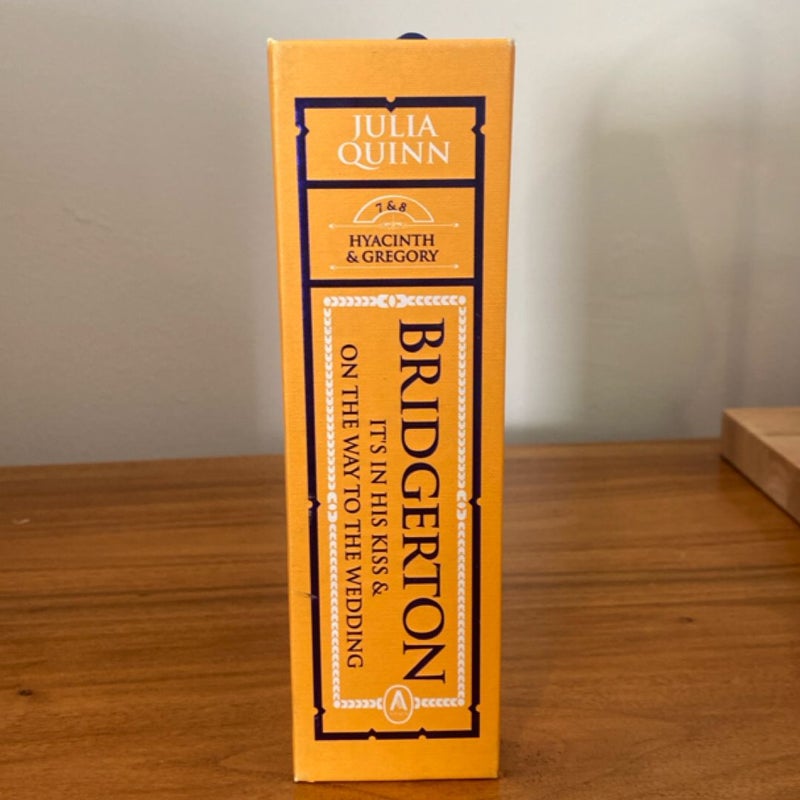 JULIA
QUINN
7 & 8
HYACINTH
& GREGORY
BRIDGERTON
IT'S IN HIS KISS &
ON THE WAY TO THE WEDDING